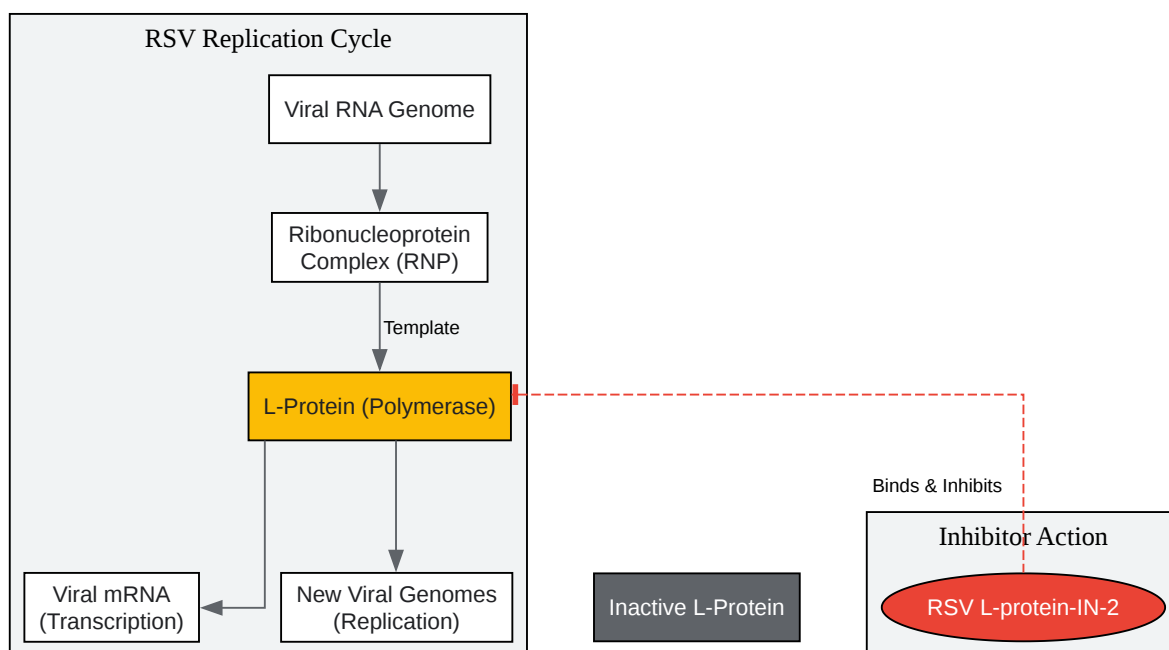 RSV Replication Cycle
Viral RNA Genome
Ribonucleoprotein
Complex (RNP)
Template
L-Protein (Polymerase)
Binds & Inhibits
Inhibitor Action
Viral mRNA
(Transcription)
New Viral Genomes
(Replication)
Inactive L-Protein
RSV L-protein-IN-2